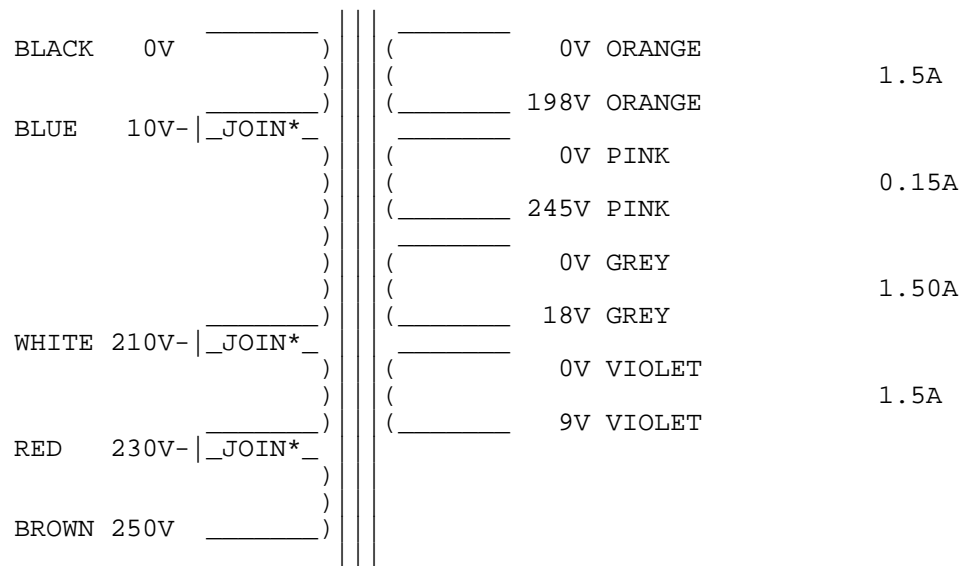 BLACK 0V 0V ORANGE
1.5A
198V ORANGE
BLUE 10V-|_JOIN*_
0V PINK
0.15A
245V PINK
0V GREY
1.50A
18V GREY
WHITE 210V-|_JOIN*_
0V VIOLET
1.5A
9V VIOLET
RED 230V-|_JOIN*_
BROWN 250V